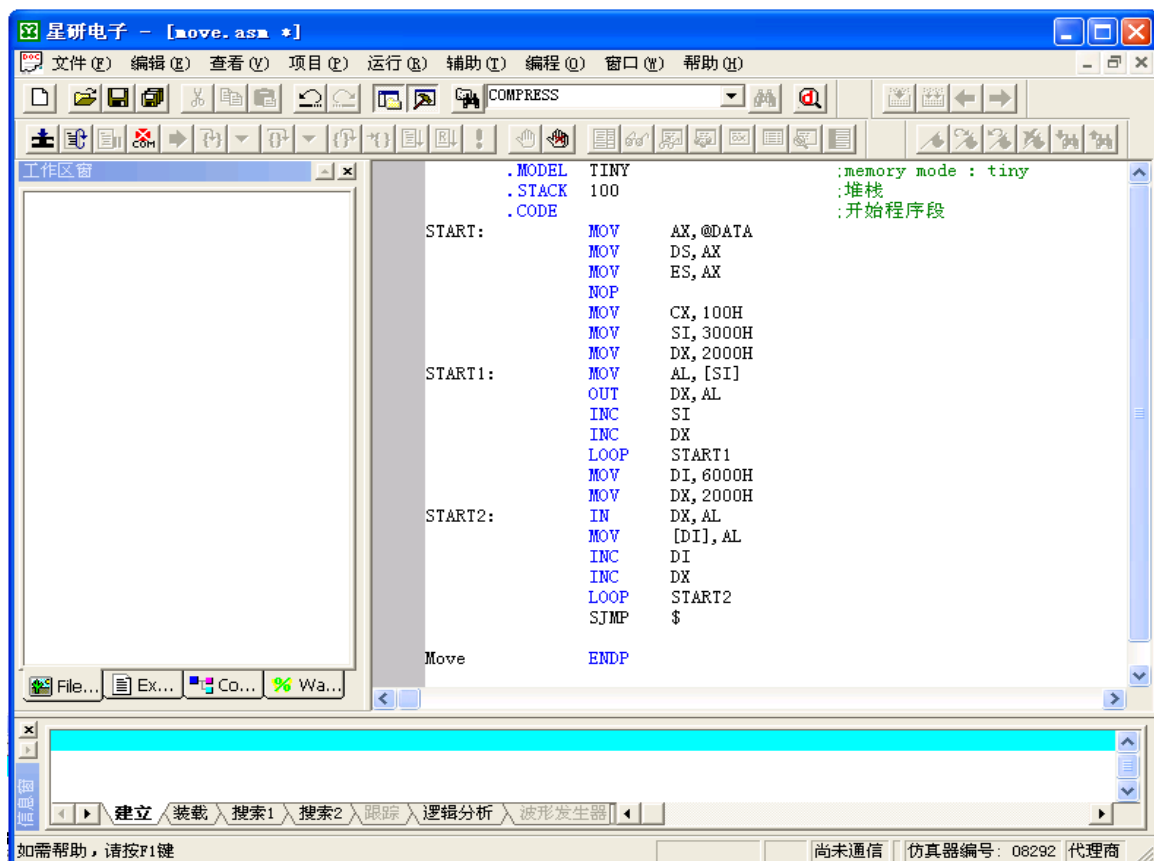 星研电子 - [move.asm *]
文件(F) 编辑(E) 查看(V) 项目(P) 运行(R) 辅助(T) 编程(O) 窗口(W) 帮助(H)
COMPRESS
工作区窗
.MODEL TINY ;memory mode : tiny
.STACK 100 ;堆栈
.CODE ;开始程序段
START: MOV AX,@DATA
MOV DS,AX
MOV ES,AX
NOP
MOV CX,100H
MOV SI,3000H
MOV DX,2000H
START1: MOV AL,[SI]
OUT DX,AL
INC SI
INC DX
LOOP START1
MOV DI,6000H
MOV DX,2000H
START2: IN DX,AL
MOV [DI],AL
INC DI
INC DX
LOOP START2
SJMP $
Move ENDP
File... Ex... Co... Wa...
信息窗
建立 装载 搜索1 搜索2 跟踪 逻辑分析 波形发生器
如需帮助，请按F1键 尚未通信 仿真器编号: 08292 代理商